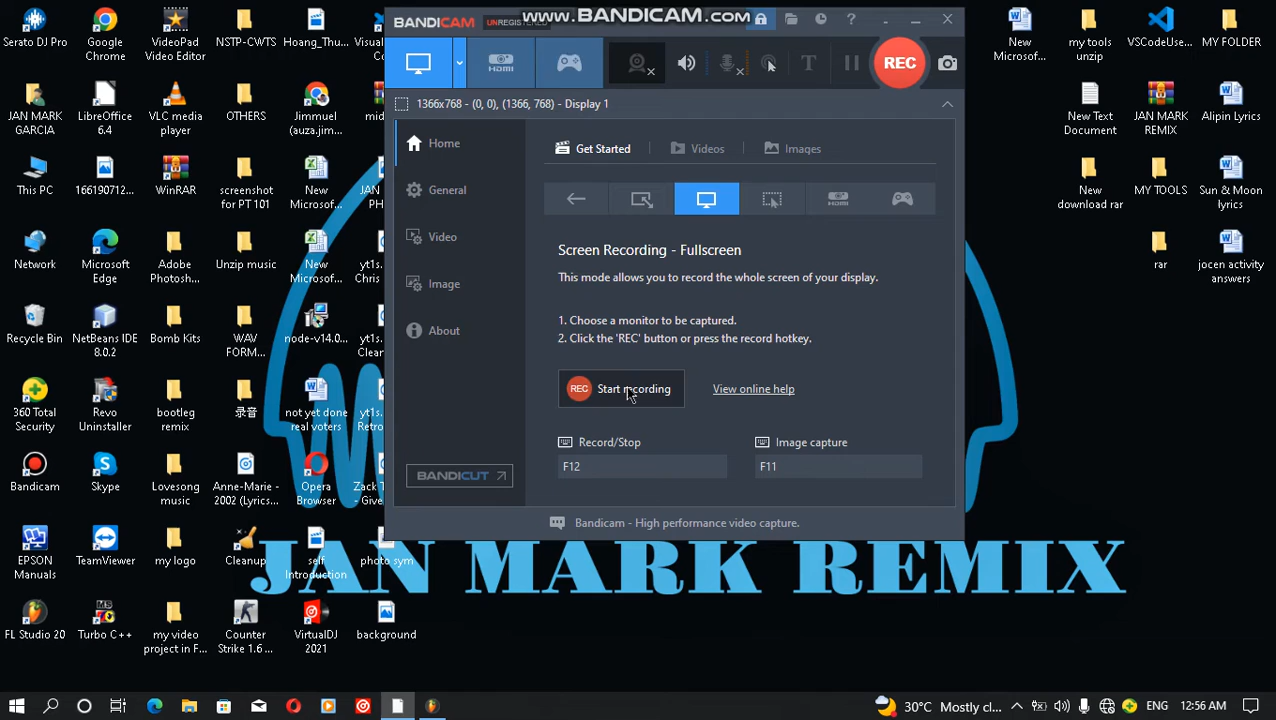 BANDICAM UNREGISTERED
www.BANDICAM.com
HDMI
REC
1366x768 - (0, 0), (1366, 768) - Display 1
Home
General
Video
Image
About
BANDICUT
Get Started
Videos
Images
HDMI
Screen Recording - Fullscreen
This mode allows you to record the whole screen of your display.
1. Choose a monitor to be captured.
2. Click the 'REC' button or press the record hotkey.
REC Start recording
View online help
Record/Stop
Image capture
F12
F11
Bandicam - High performance video capture.
JAN MARK REMIX
Serato DJ Pro
Google
Chrome
VideoPad
Video Editor
NSTP-CWTS
Hoang_Thu...
JAN MARK
GARCIA
LibreOffice
6.4
VLC media
player
OTHERS
Jimmuel
(auza,jim...
This PC
166190712...
WinRAR
screenshot
for PT 101
New
Microsof...
Network
Microsoft
Edge
Adobe
Photosh...
Unzip music
New
Microsof...
Recycle Bin
NetBeans IDE
8.0.2
Bomb Kits
WAV
FORM...
node-v14.0...
360 Total
Security
Revo
Uninstaller
bootleg
remix
录音
not yet done
real voters
Bandicam
Skype
Lovesong
music
Anne-Marie -
2002 (Lyrics...
Opera
Browser
EPSON
Manuals
TeamViewer
my logo
Cleanup
self
Introduction
photo sym
FL Studio 20
Turbo C++
my video
project in F...
Counter
Strike 1.6 ...
VirtualDJ
2021
background
New
Microsof...
my tools
unzip
VSCodeUse...
MY FOLDER
New Text
Document
JAN MARK
REMIX
Alipin Lyrics
New
download rar
MY TOOLS
Sun & Moon
lyrics
rar
jocen activity
answers
30°C Mostly cl...
ENG
12:56 AM